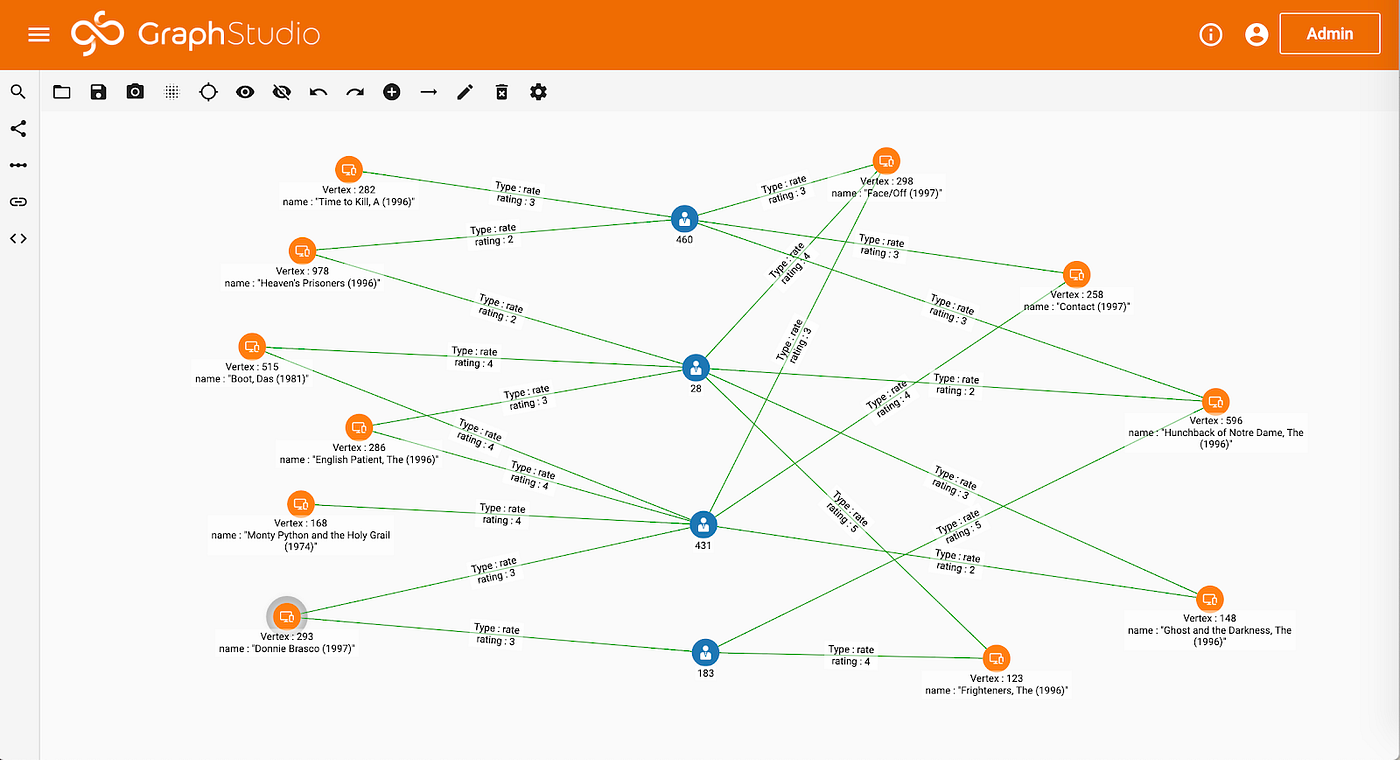 GraphStudio
Admin
Type : rate
rating : 3
Vertex : 282
name : "Time to Kill, A (1996)"
Type : rate
rating : 3
Vertex : 298
name : "Face/Off (1997)"
Type : rate
rating : 2
460
Type : rate
rating : 3
Type : rate
rating : 4
Vertex : 978
name : "Heaven's Prisoners (1996)"
Type : rate
rating : 2
Vertex : 258
name : "Contact (1997)"
Type : rate
rating : 3
Type : rate
rating : 3
Vertex : 515
name : "Boot, Das (1981)"
Type : rate
rating : 4
28
Type : rate
rating : 2
Type : rate
rating : 3
Type : rate
rating : 4
Vertex : 596
name : "Hunchback of Notre Dame, The
(1996)"
Type : rate
rating : 4
Vertex : 286
name : "English Patient, The (1996)"
Type : rate
rating : 4
Type : rate
rating : 3
Type : rate
rating : 5
Vertex : 168
name : "Monty Python and the Holy Grail
(1974)"
Type : rate
rating : 4
431
Type : rate
rating : 5
Type : rate
rating : 2
Type : rate
rating : 3
Vertex : 293
name : "Donnie Brasco (1997)"
Type : rate
rating : 3
183
Type : rate
rating : 4
Vertex : 148
name : "Ghost and the Darkness, The
(1996)"
Vertex : 123
name : "Frighteners, The (1996)"